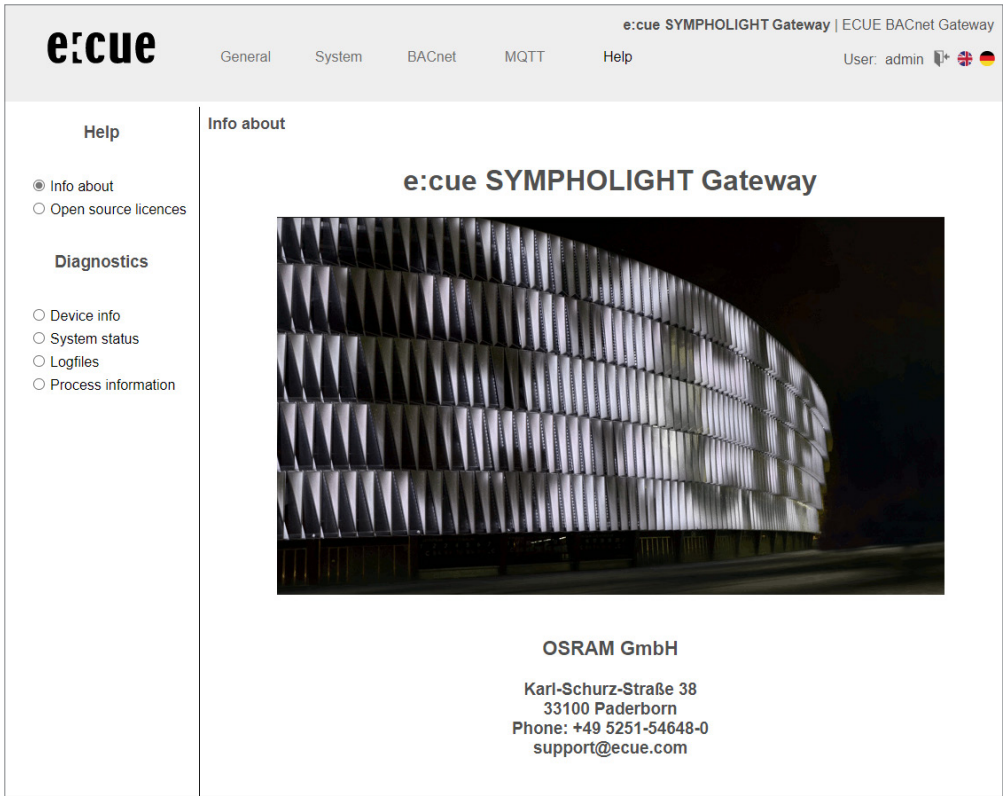 e:cue SYMPHOLIGHT Gateway | ECUE BACnet Gateway
e:cue
General System BACnet MQTT Help
User: admin
Help
Info about
Open source licences
Diagnostics
Device info
System status
Logfiles
Process information
Info about
e:cue SYMPHOLIGHT Gateway
OSRAM GmbH
Karl-Schurz-Straße 38
33100 Paderborn
Phone: +49 5251-54648-0
support@ecue.com